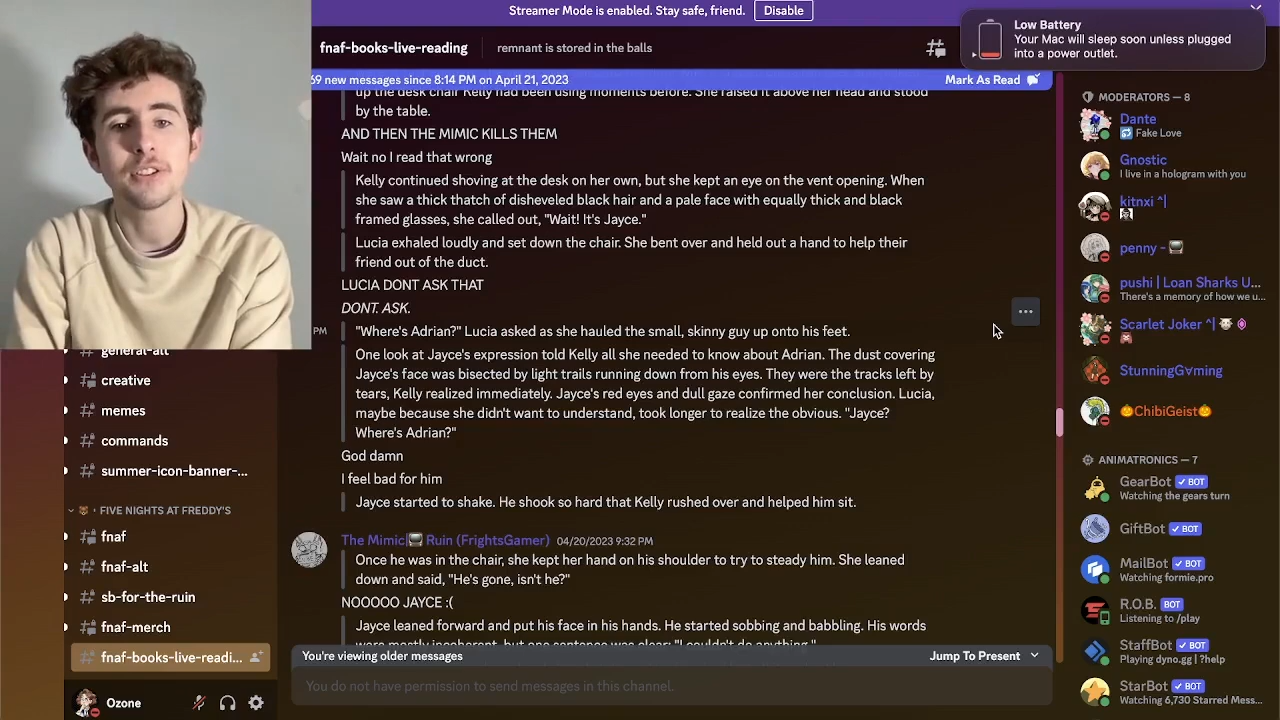 Streamer Mode is enabled. Stay safe, friend.
Disable
fnaf-books-live-reading
remnant is stored in the balls
Low Battery
Your Mac will sleep soon unless plugged
into a power outlet.
69 new messages since 8:14 PM on April 21, 2023
Mark As Read
up the desk chair Kelly had been using moments before. She raised it above her head and stood
by the table.
AND THEN THE MIMIC KILLS THEM
Wait no I read that wrong
Kelly continued shoving at the desk on her own, but she kept an eye on the vent opening. When
she saw a thick thatch of disheveled black hair and a pale face with equally thick and black
framed glasses, she called out, "Wait! It's Jayce."
Lucia exhaled loudly and set down the chair. She bent over and held out a hand to help their
friend out of the duct.
LUCIA DONT ASK THAT
DONT. ASK.
PM
"Where's Adrian?" Lucia asked as she hauled the small, skinny guy up onto his feet.
One look at Jayce's expression told Kelly all she needed to know about Adrian. The dust covering
Jayce's face was bisected by light trails running down from his eyes. They were the tracks left by
tears, Kelly realized immediately. Jayce's red eyes and dull gaze confirmed her conclusion. Lucia,
maybe because she didn't want to understand, took longer to realize the obvious. "Jayce?
Where's Adrian?"
God damn
I feel bad for him
Jayce started to shake. He shook so hard that Kelly rushed over and helped him sit.
The Mimic Ruin (FrightsGamer) 04/20/2023 9:32 PM
Once he was in the chair, she kept her hand on his shoulder to try to steady him. She leaned
down and said, "He's gone, isn't he?"
NOOOOO JAYCE :(
Jayce leaned forward and put his face in his hands. He started sobbing and babbling. His words
were mostly incoherent, but one sentence was clear: "I couldn't do anything."
You're viewing older messages
Jump To Present
You do not have permission to send messages in this channel.
general-alt
creative
memes
commands
summer-icon-banner-...
FIVE NIGHTS AT FREDDY'S
fnaf
fnaf-alt
sb-for-the-ruin
fnaf-merch
fnaf-books-live-readi...
Ozone
MODERATORS — 8
Dante
Fake Love
Gnostic
I live in a hologram with you
kitnxi ^|
penny -
pushi | Loan Sharks U...
There's a memory of how we u...
Scarlet Joker ^|
StunningG∀ming
🎃ChibiGeist🎃
ANIMATRONICS — 7
GearBot ✓ BOT
Watching the gears turn
GiftBot ✓ BOT
MailBot ✓ BOT
Watching formie.pro
R.O.B. BOT
Listening to /play
StaffBot ✓ BOT
Playing dyno.gg | ?help
StarBot ✓ BOT
Watching 6,730 Starred Mess...